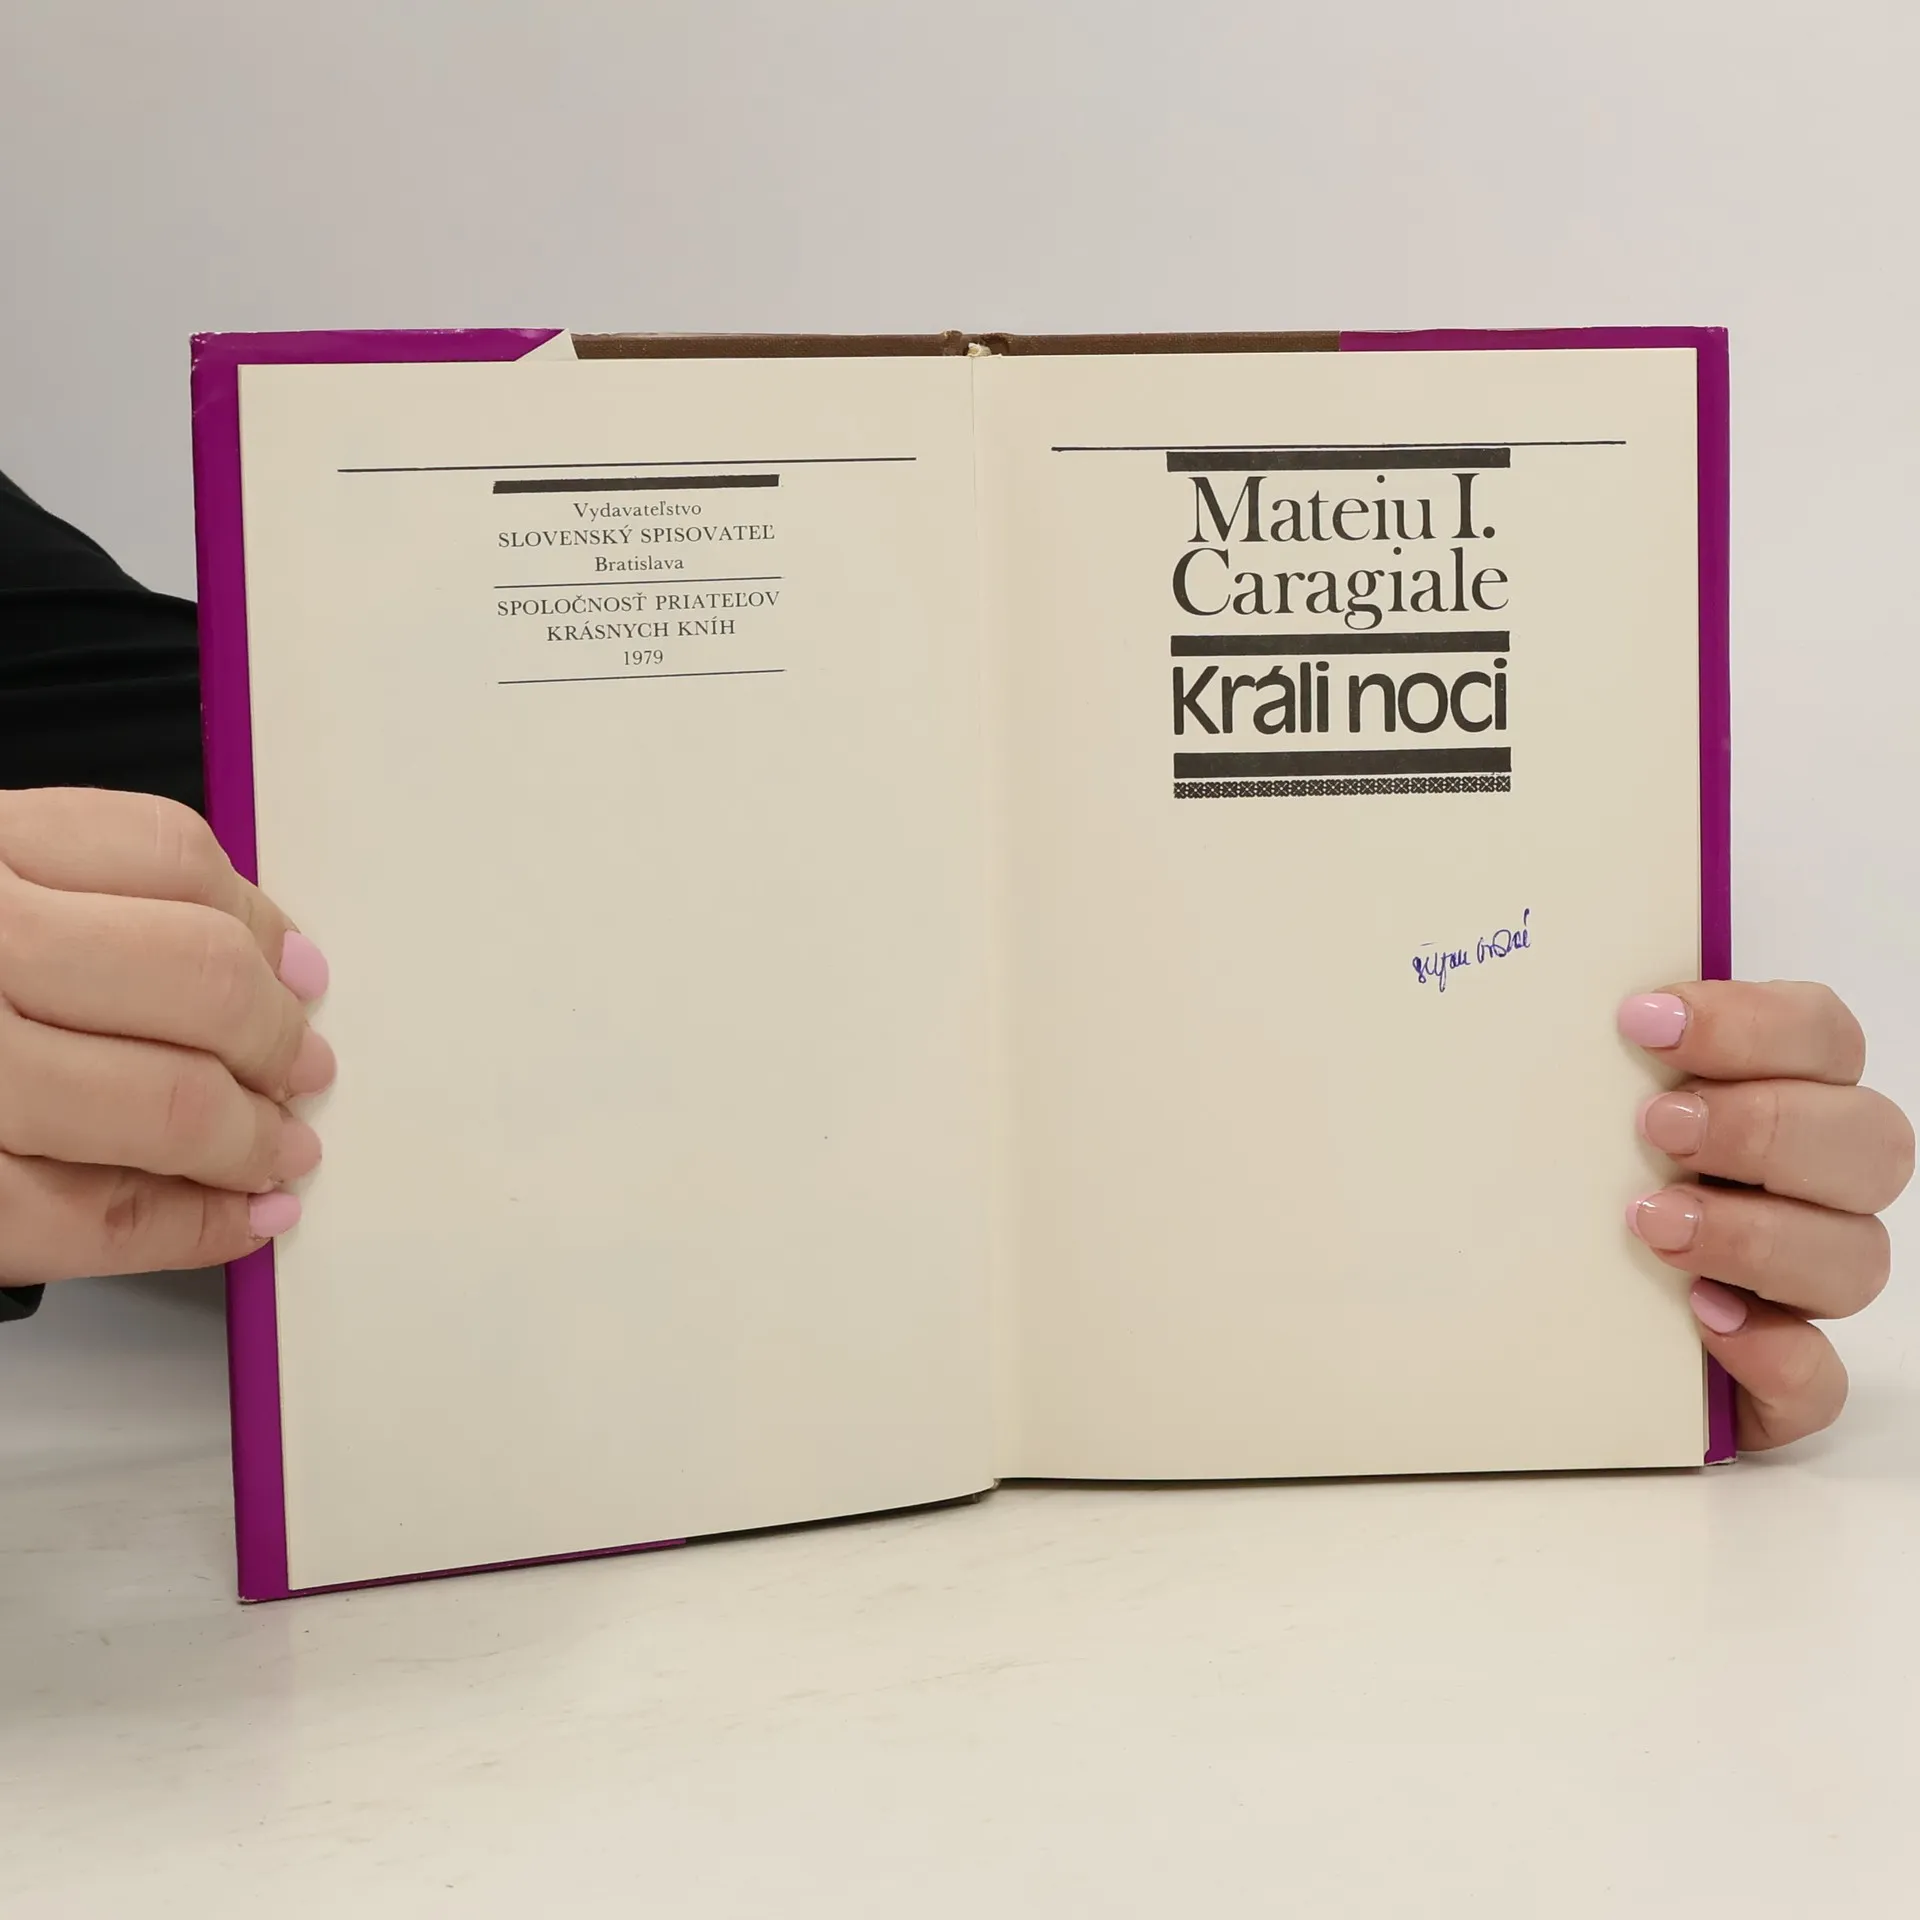 Vydavateľstvo
SLOVENSKÝ SPISOVATEĽ
Bratislava
SPOLOČNOSŤ PRIATEĽOV
KRÁSNYCH KNÍH
1979
Mateiu I.
Caragiale
Králi noci